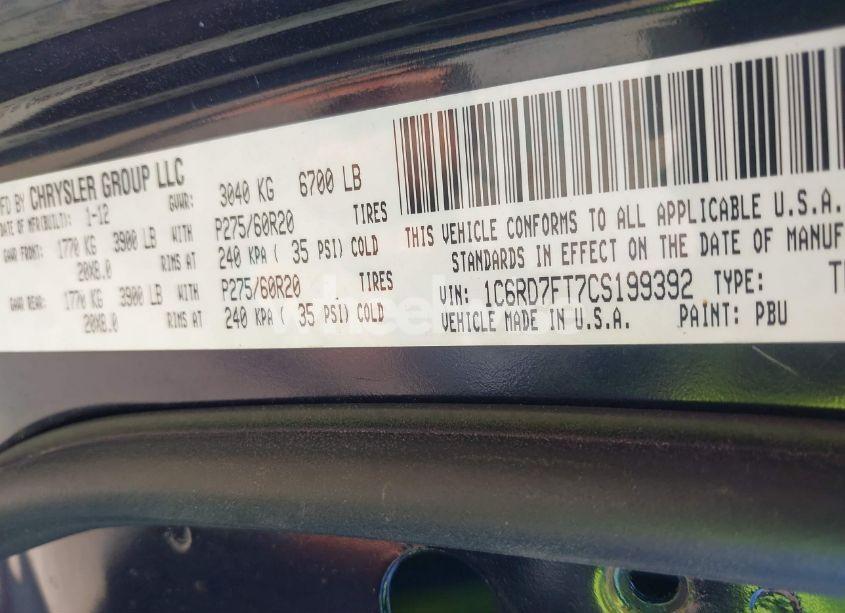 MFD BY CHRYSLER GROUP LLC
DATE OF MFR(BUILT): 1-12 GVWR: 3040 KG 6700 LB
GAWR FRONT: 1770 KG 3900 LB WITH P275/60R20 TIRES
20X8.0 RIMS AT 240 KPA ( 35 PSI) COLD
GAWR REAR: 1770 KG 3900 LB WITH P275/60R20 TIRES
20X8.0 RIMS AT 240 KPA ( 35 PSI) COLD
THIS VEHICLE CONFORMS TO ALL APPLICABLE U.S.A.
STANDARDS IN EFFECT ON THE DATE OF MANUF
VIN: 1C6RD7FT7CS199392 TYPE:
VEHICLE MADE IN U.S.A. PAINT: PBU